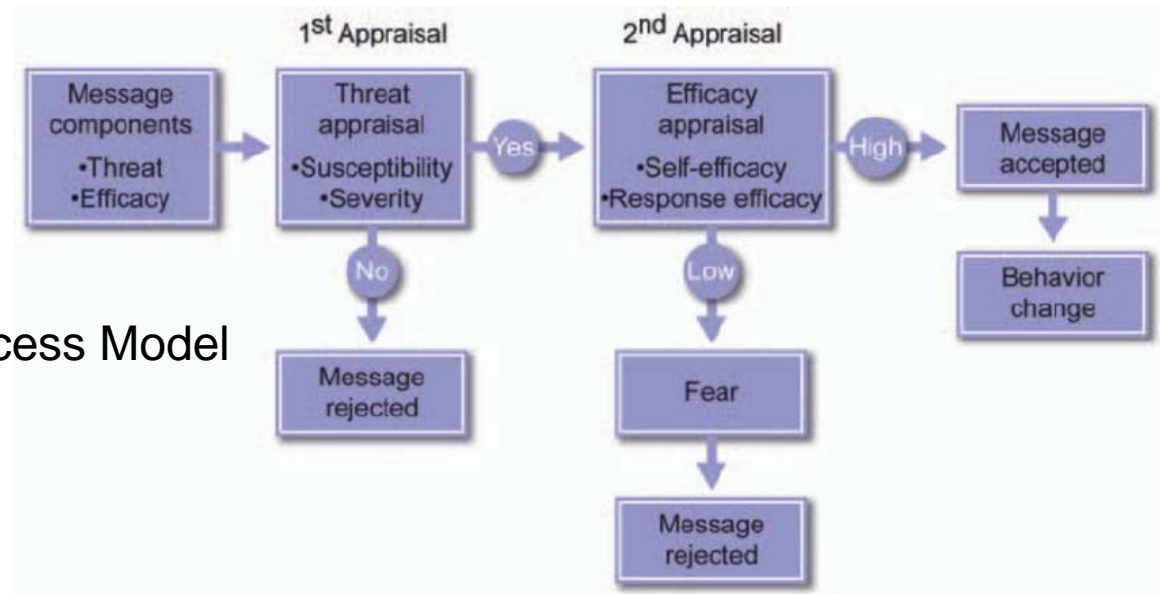 1st Appraisal
2nd Appraisal
Message
components
•Threat
•Efficacy
Threat
appraisal
•Susceptibility
•Severity
Yes
Efficacy
appraisal
•Self-efficacy
•Response efficacy
High
Message
accepted
No
Low
Behavior
change
cess Model
Message
rejected
Fear
Message
rejected